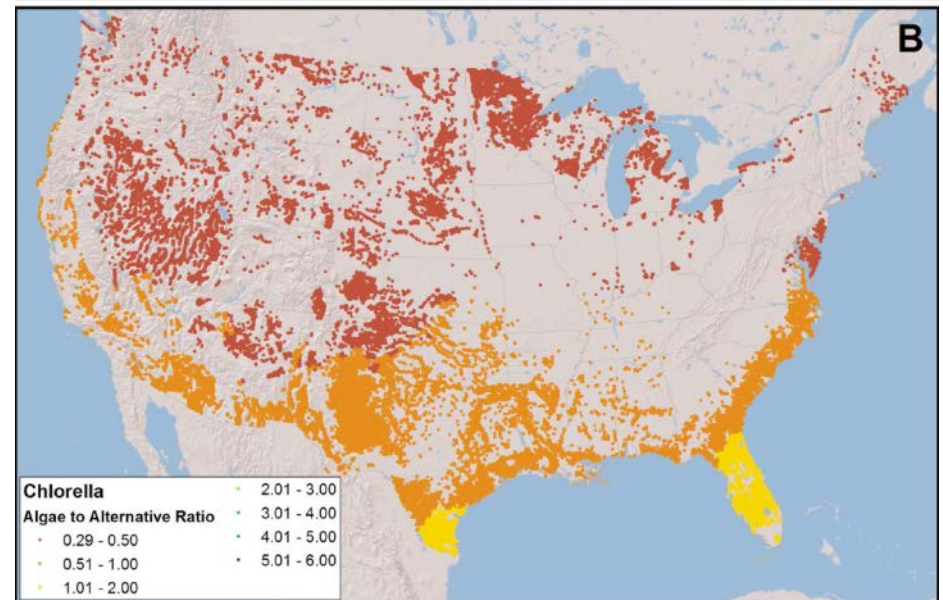 B
Chlorella
Algae to Alternative Ratio
0.29 - 0.50
0.51 - 1.00
1.01 - 2.00
2.01 - 3.00
3.01 - 4.00
4.01 - 5.00
5.01 - 6.00